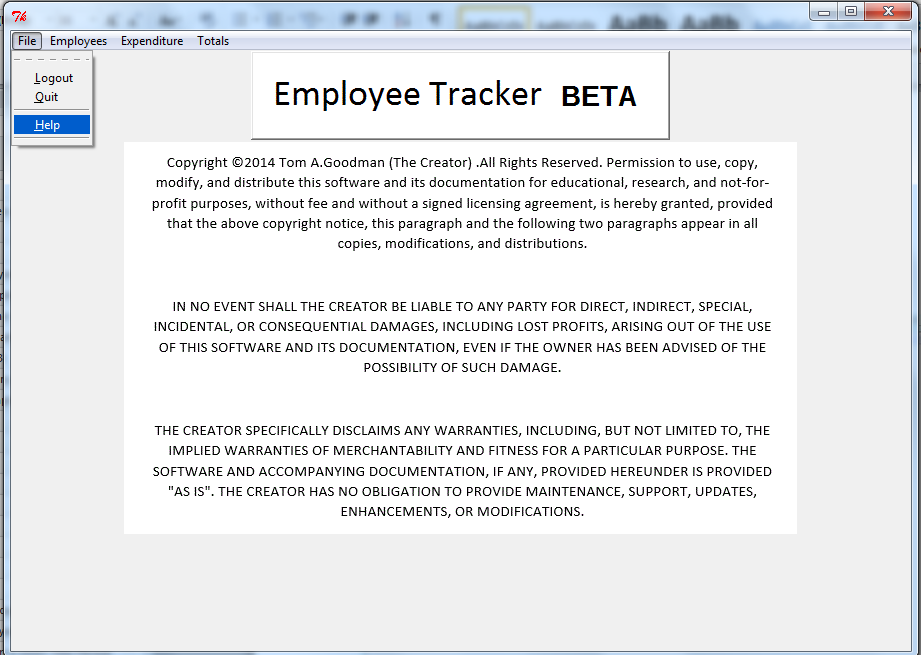 File Employees Expenditure Totals
Logout
Quit
Help
Employee Tracker BETA
Copyright ©2014 Tom A.Goodman (The Creator) .All Rights Reserved. Permission to use, copy,
modify, and distribute this software and its documentation for educational, research, and not-for-
profit purposes, without fee and without a signed licensing agreement, is hereby granted, provided
that the above copyright notice, this paragraph and the following two paragraphs appear in all
copies, modifications, and distributions.
IN NO EVENT SHALL THE CREATOR BE LIABLE TO ANY PARTY FOR DIRECT, INDIRECT, SPECIAL,
INCIDENTAL, OR CONSEQUENTIAL DAMAGES, INCLUDING LOST PROFITS, ARISING OUT OF THE USE
OF THIS SOFTWARE AND ITS DOCUMENTATION, EVEN IF THE OWNER HAS BEEN ADVISED OF THE
POSSIBILITY OF SUCH DAMAGE.
THE CREATOR SPECIFICALLY DISCLAIMS ANY WARRANTIES, INCLUDING, BUT NOT LIMITED TO, THE
IMPLIED WARRANTIES OF MERCHANTABILITY AND FITNESS FOR A PARTICULAR PURPOSE. THE
SOFTWARE AND ACCOMPANYING DOCUMENTATION, IF ANY, PROVIDED HEREUNDER IS PROVIDED
"AS IS". THE CREATOR HAS NO OBLIGATION TO PROVIDE MAINTENANCE, SUPPORT, UPDATES,
ENHANCEMENTS, OR MODIFICATIONS.